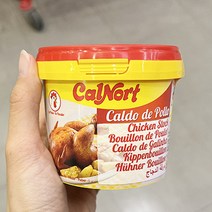 CalNort
Caldo de Pollo
Chicken Stock
Bouillon de Poulet
Caldo de Galinha
Kippenbouillon
Hühner Bouillon